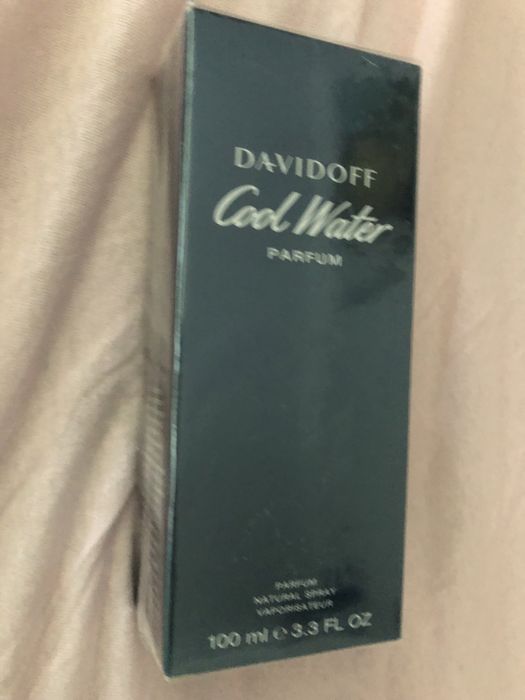 DAVIDOFF
Cool Water
PARFUM
PARFUM
NATURAL SPRAY
VAPORISATEUR
100 ml e 3.3 FL OZ